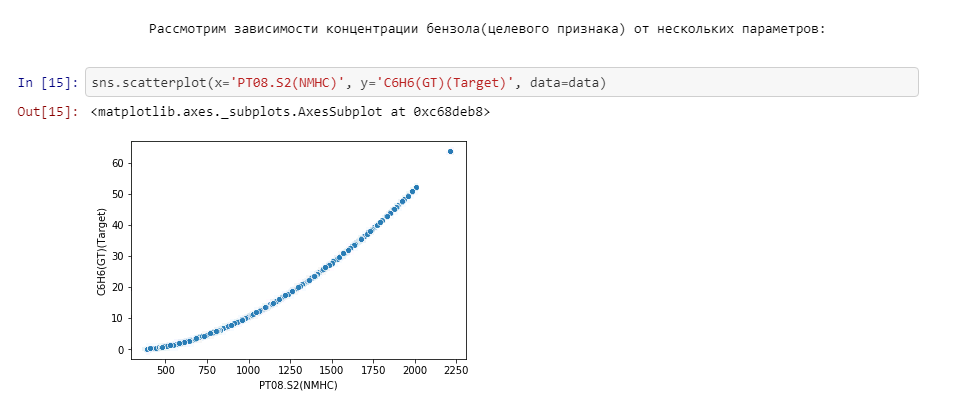 Рассмотрим зависимости концентрации бензола(целевого признака) от нескольких параметров:
In [15]: sns.scatterplot(x='PT08.S2(NMHC)', y='C6H6(GT)(Target)', data=data)
Out[15]: <matplotlib.axes._subplots.AxesSubplot at 0xc68deb8>
C6H6(GT)(Target)
60
50
40
30
20
10
0
500 750 1000 1250 1500 1750 2000 2250
PT08.S2(NMHC)